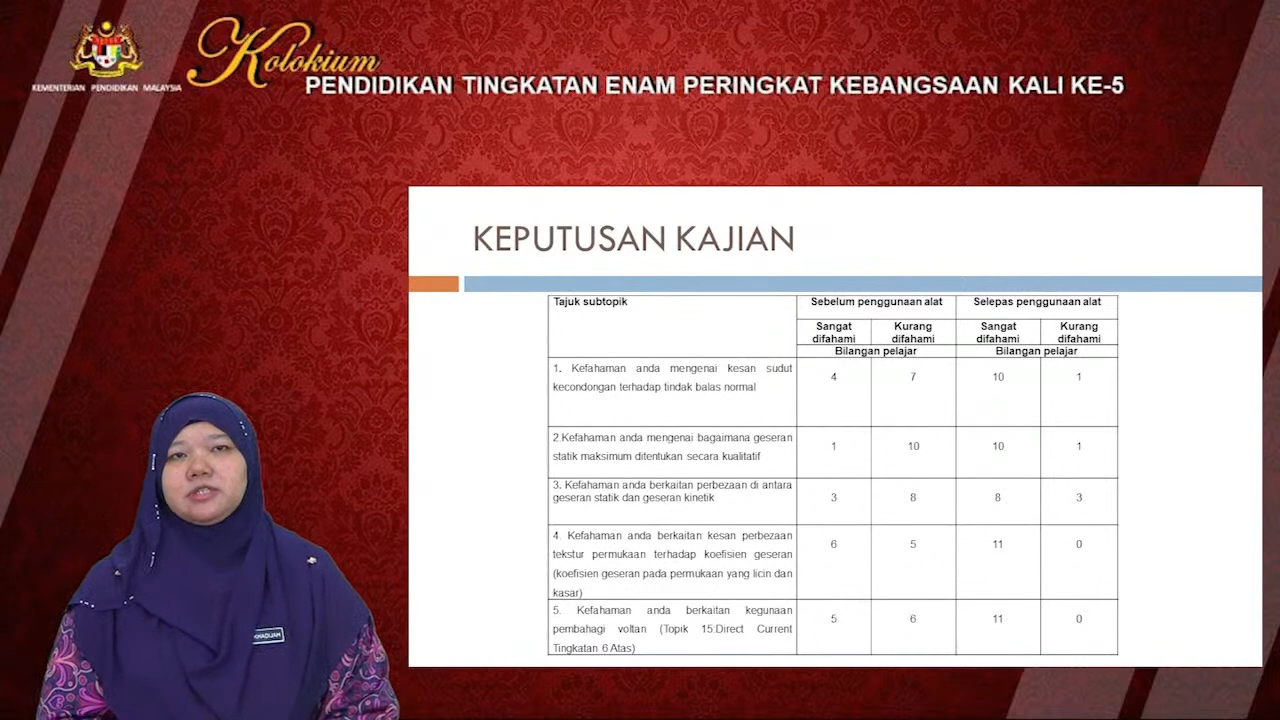 Kolokium
KEMENTERIAN PENDIDIKAN MALAYSIA
PENDIDIKAN TINGKATAN ENAM PERINGKAT KEBANGSAAN KALI KE-5
KEPUTUSAN KAJIAN
Tajuk subtopik
Sebelum penggunaan alat
Selepas penggunaan alat
Sangat difahami
Kurang difahami
Sangat difahami
Kurang difahami
Bilangan pelajar
Bilangan pelajar
1. Kefahaman anda mengenai kesan sudut
kecondongan terhadap tindak balas normal
4 7 10 1
2.Kefahaman anda mengenai bagaimana geseran
statik maksimum ditentukan secara kualitatif
1 10 10 1
3. Kefahaman anda berkaitan perbezaan di antara
geseran statik dan geseran kinetik
3 8 8 3
4. Kefahaman anda berkaitan kesan perbezaan
tekstur permukaan terhadap koefisien geseran
(koefisien geseran pada permukaan yang licin dan
kasar)
6 5 11 0
5. Kefahaman anda berkaitan kegunaan
pembahagi voltan (Topik 15:Direct Current
Tingkatan 6 Atas)
5 6 11 0
KHADIJAH